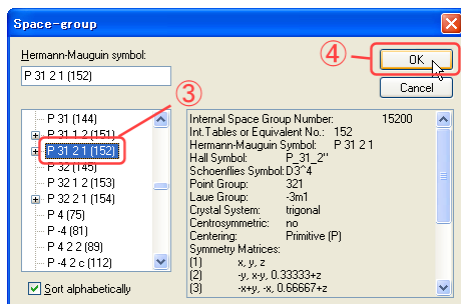 Space-group
Hermann-Mauguin symbol:
④
OK
P 31 2 1 (152)
Cancel
③
P 31 (144)
P 31 1 2 (151)
P 31 2 1 (152)
P 32 (145)
P 32 1 2 (153)
P 32 2 1 (154)
P 4 (75)
P -4 (81)
P 4 2 2 (89)
P -4 2 c (112)
Sort alphabetically
Internal Space Group Number: 15200
Int.Tables or Equivalent No.: 152
Hermann-Mauguin Symbol: P 31 2 1
Hall Symbol: P_31_2"
Schoenflies Symbol: D3^4
Point Group: 321
Laue Group: -3m1
Crystal System: trigonal
Centrosymmetric: no
Centering: Primitive (P)
Symmetry Matrices:
(1) x, y, z
(2) -y, x-y, 0.33333+z
(3) -x+y, -x, 0.66667+z